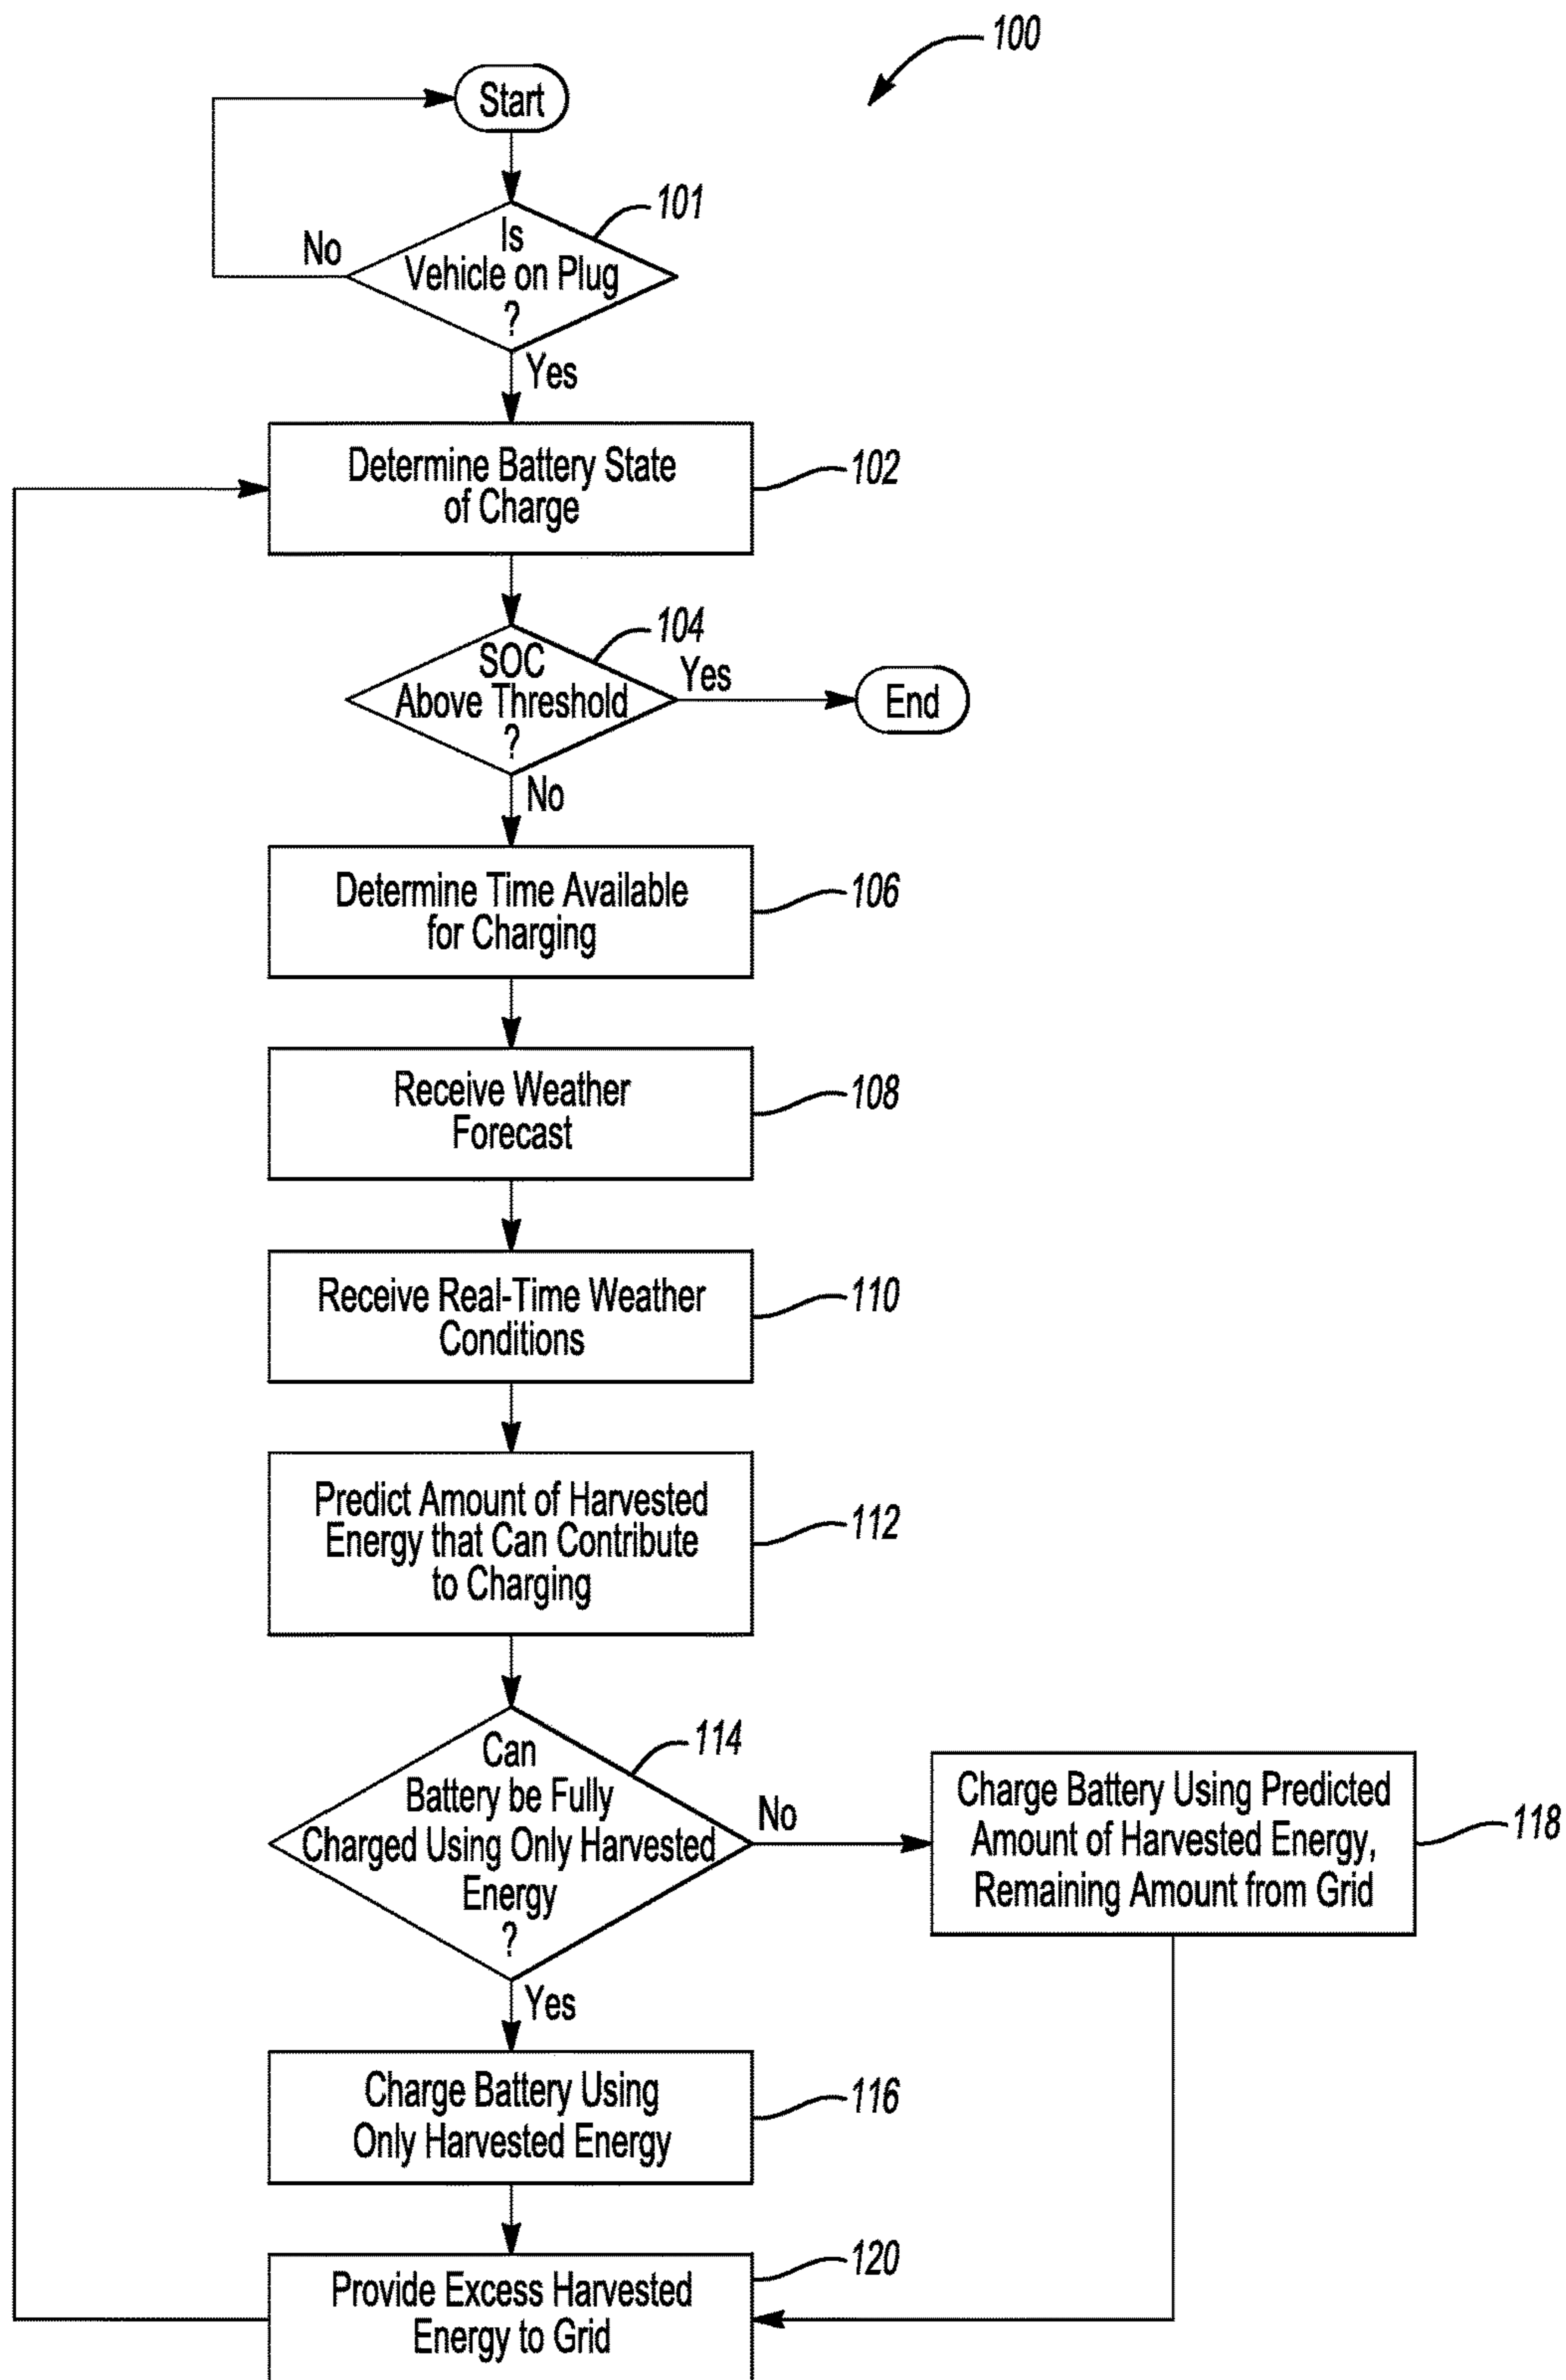 100
Start
101
Is
Vehicle on Plug
?
No
Yes
Determine Battery State
of Charge
102
104
SOC
Above Threshold
?
Yes
End
No
Determine Time Available
for Charging
106
Receive Weather
Forecast
108
Receive Real-Time Weather
Conditions
110
Predict Amount of Harvested
Energy that Can Contribute
to Charging
112
114
Can
Battery be Fully
Charged Using Only Harvested
Energy
?
No
Charge Battery Using Predicted
Amount of Harvested Energy,
Remaining Amount from Grid
118
Yes
Charge Battery Using
Only Harvested Energy
116
Provide Excess Harvested
Energy to Grid
120